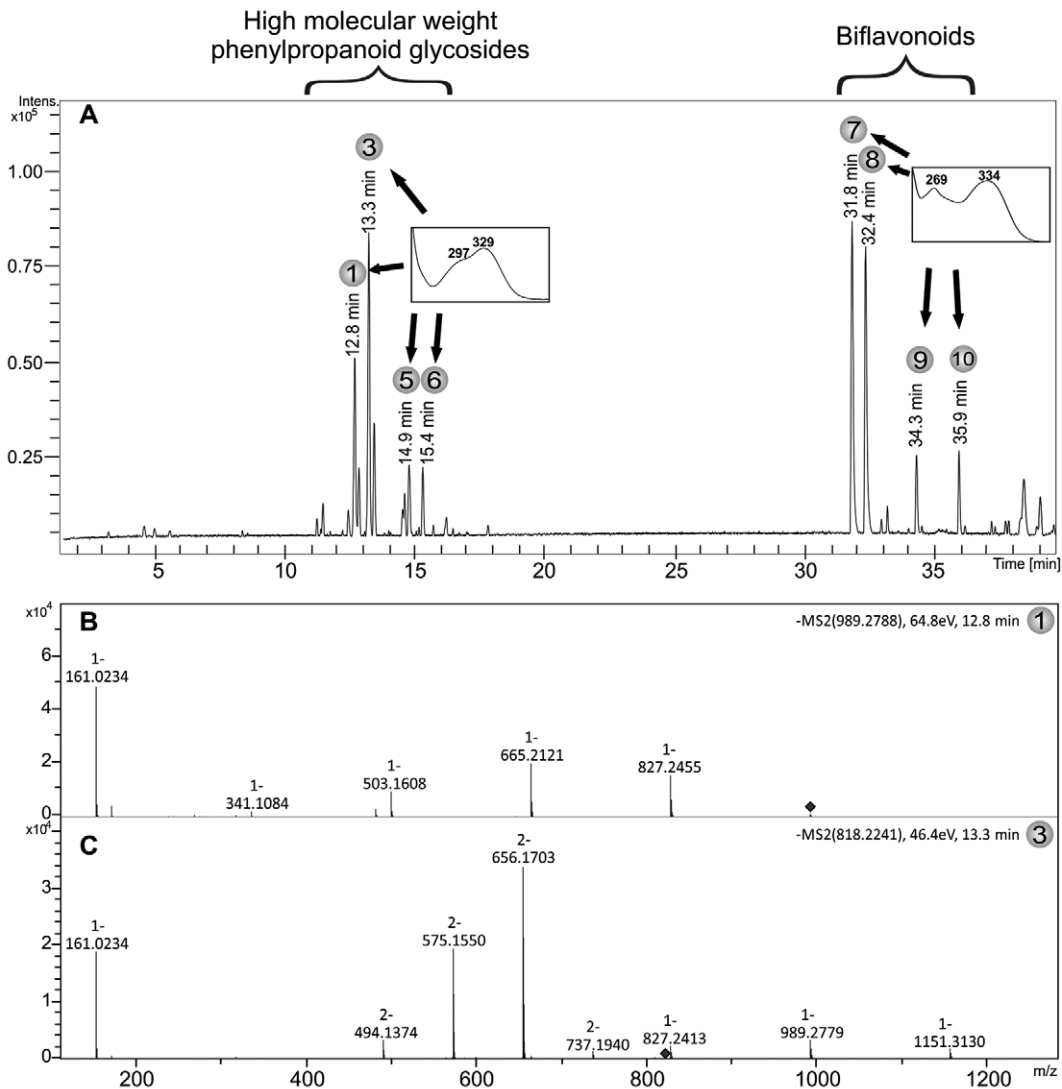 High molecular weight
phenylpropanoid glycosides
Biflavonoids
Intens.
x10⁵
A
1.00
0.75
0.50
0.25
3
13.3 min
1
12.8 min
297
329
5
6
14.9 min
15.4 min
7
8
31.8 min
32.4 min
269
334
9
10
34.3 min
35.9 min
5
10
15
20
25
30
35
Time [min]
x10⁴
B
-MS2(989.2788), 64.8eV, 12.8 min
1
6
4
2
0
1-
161.0234
1-
341.1084
1-
503.1608
1-
665.2121
1-
827.2455
x10⁴
C
-MS2(818.2241), 46.4eV, 13.3 min
3
3
2
1
0
1-
161.0234
2-
494.1374
2-
575.1550
2-
656.1703
2-
737.1940
1-
827.2413
1-
989.2779
1-
1151.3130
200
400
600
800
1000
1200
m/z